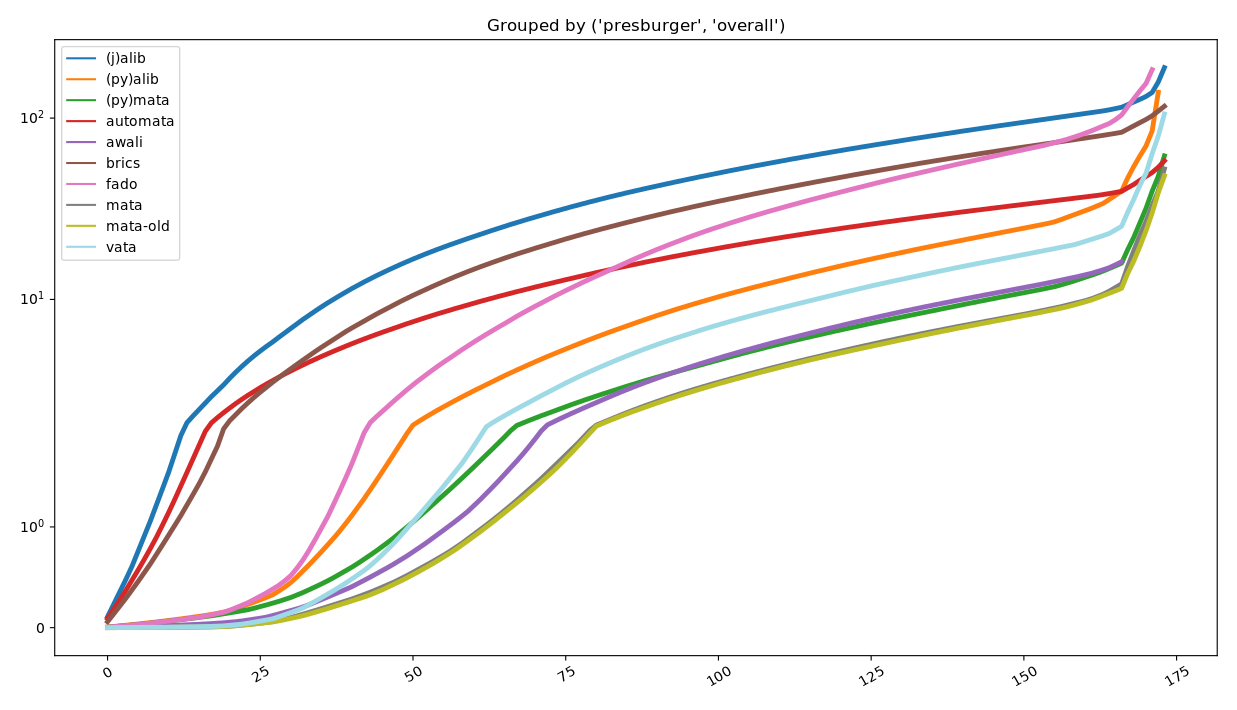 Grouped by ('presburger', 'overall')
(j)alib
(py)alib
(py)mata
automata
awali
brics
fado
mata
mata-old
vata
10²
10¹
10⁰
0
0
25
50
75
100
125
150
175